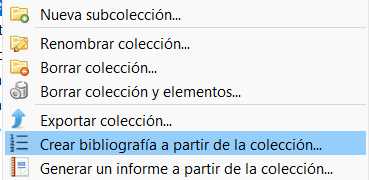 Nueva subcolección...
Renombrar colección...
Borrar colección...
Borrar colección y elementos...
Exportar colección...
Crear bibliografía a partir de la colección...
Generar un informe a partir de la colección...